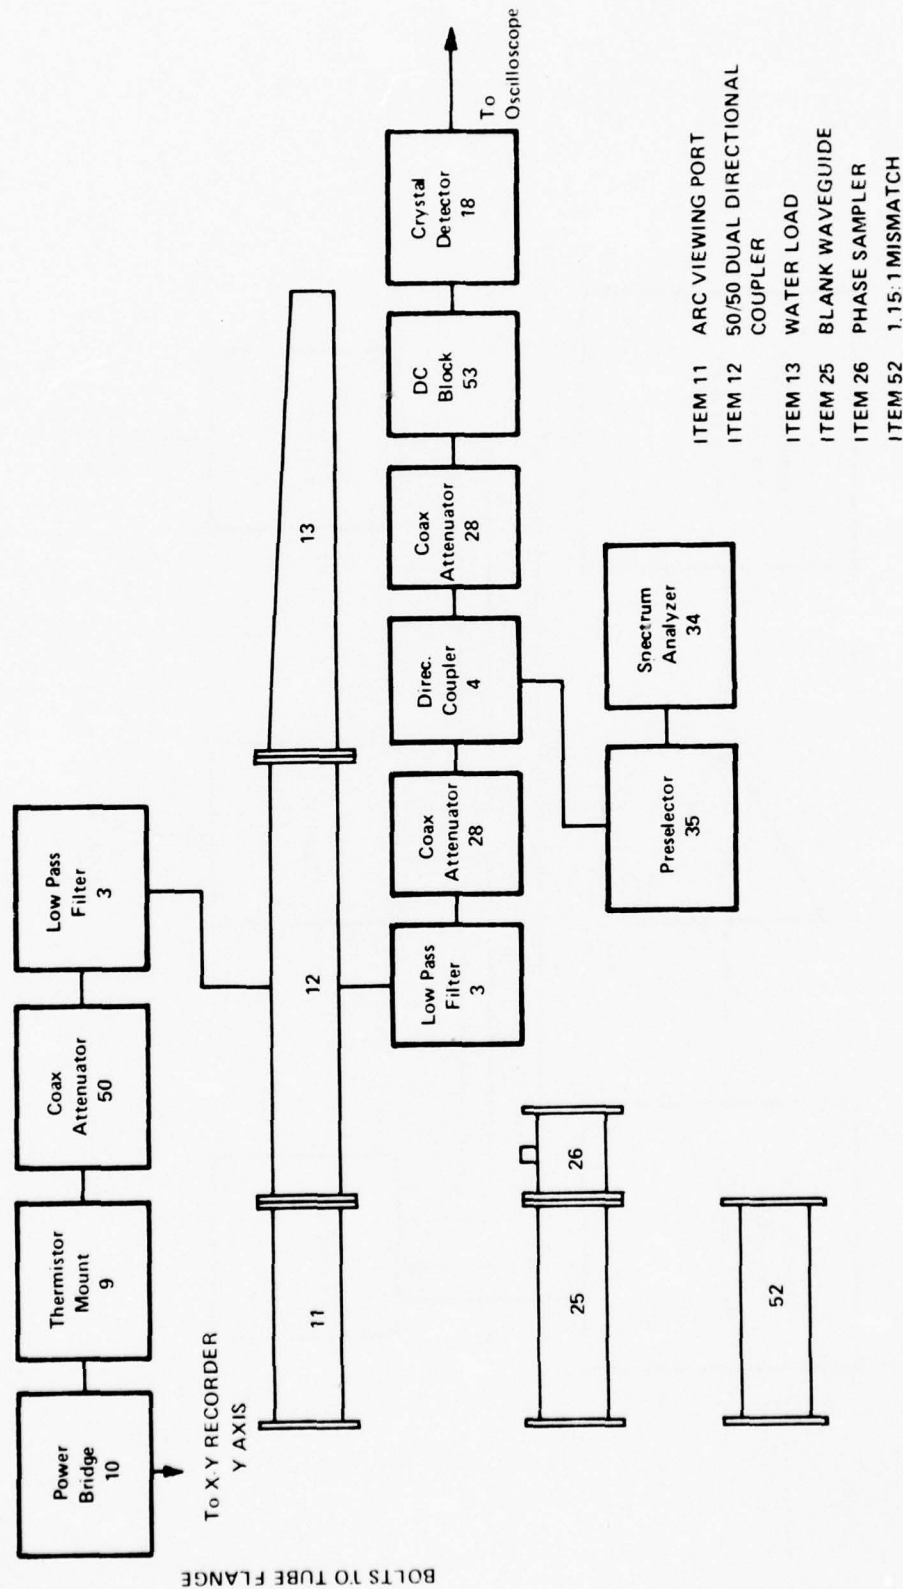 BOLTS TO TUBE FLANGE
Power
Bridge
10
Thermistor
Mount
9
Coax
Attenuator
50
Low Pass
Filter
3
To X-Y RECORDER
Y AXIS
11
12
13
Low Pass
Filter
3
Coax
Attenuator
28
Direc.
Coupler
4
Coax
Attenuator
28
DC
Block
53
Crystal
Detector
18
To
Oscilloscope
25
26
Preselector
35
Snectrum
Analyzer
34
52
ITEM 11 ARC VIEWING PORT
ITEM 12 50/50 DUAL DIRECTIONAL
COUPLER
ITEM 13 WATER LOAD
ITEM 25 BLANK WAVEGUIDE
ITEM 26 PHASE SAMPLER
ITEM 52 1.15:1 MISMATCH